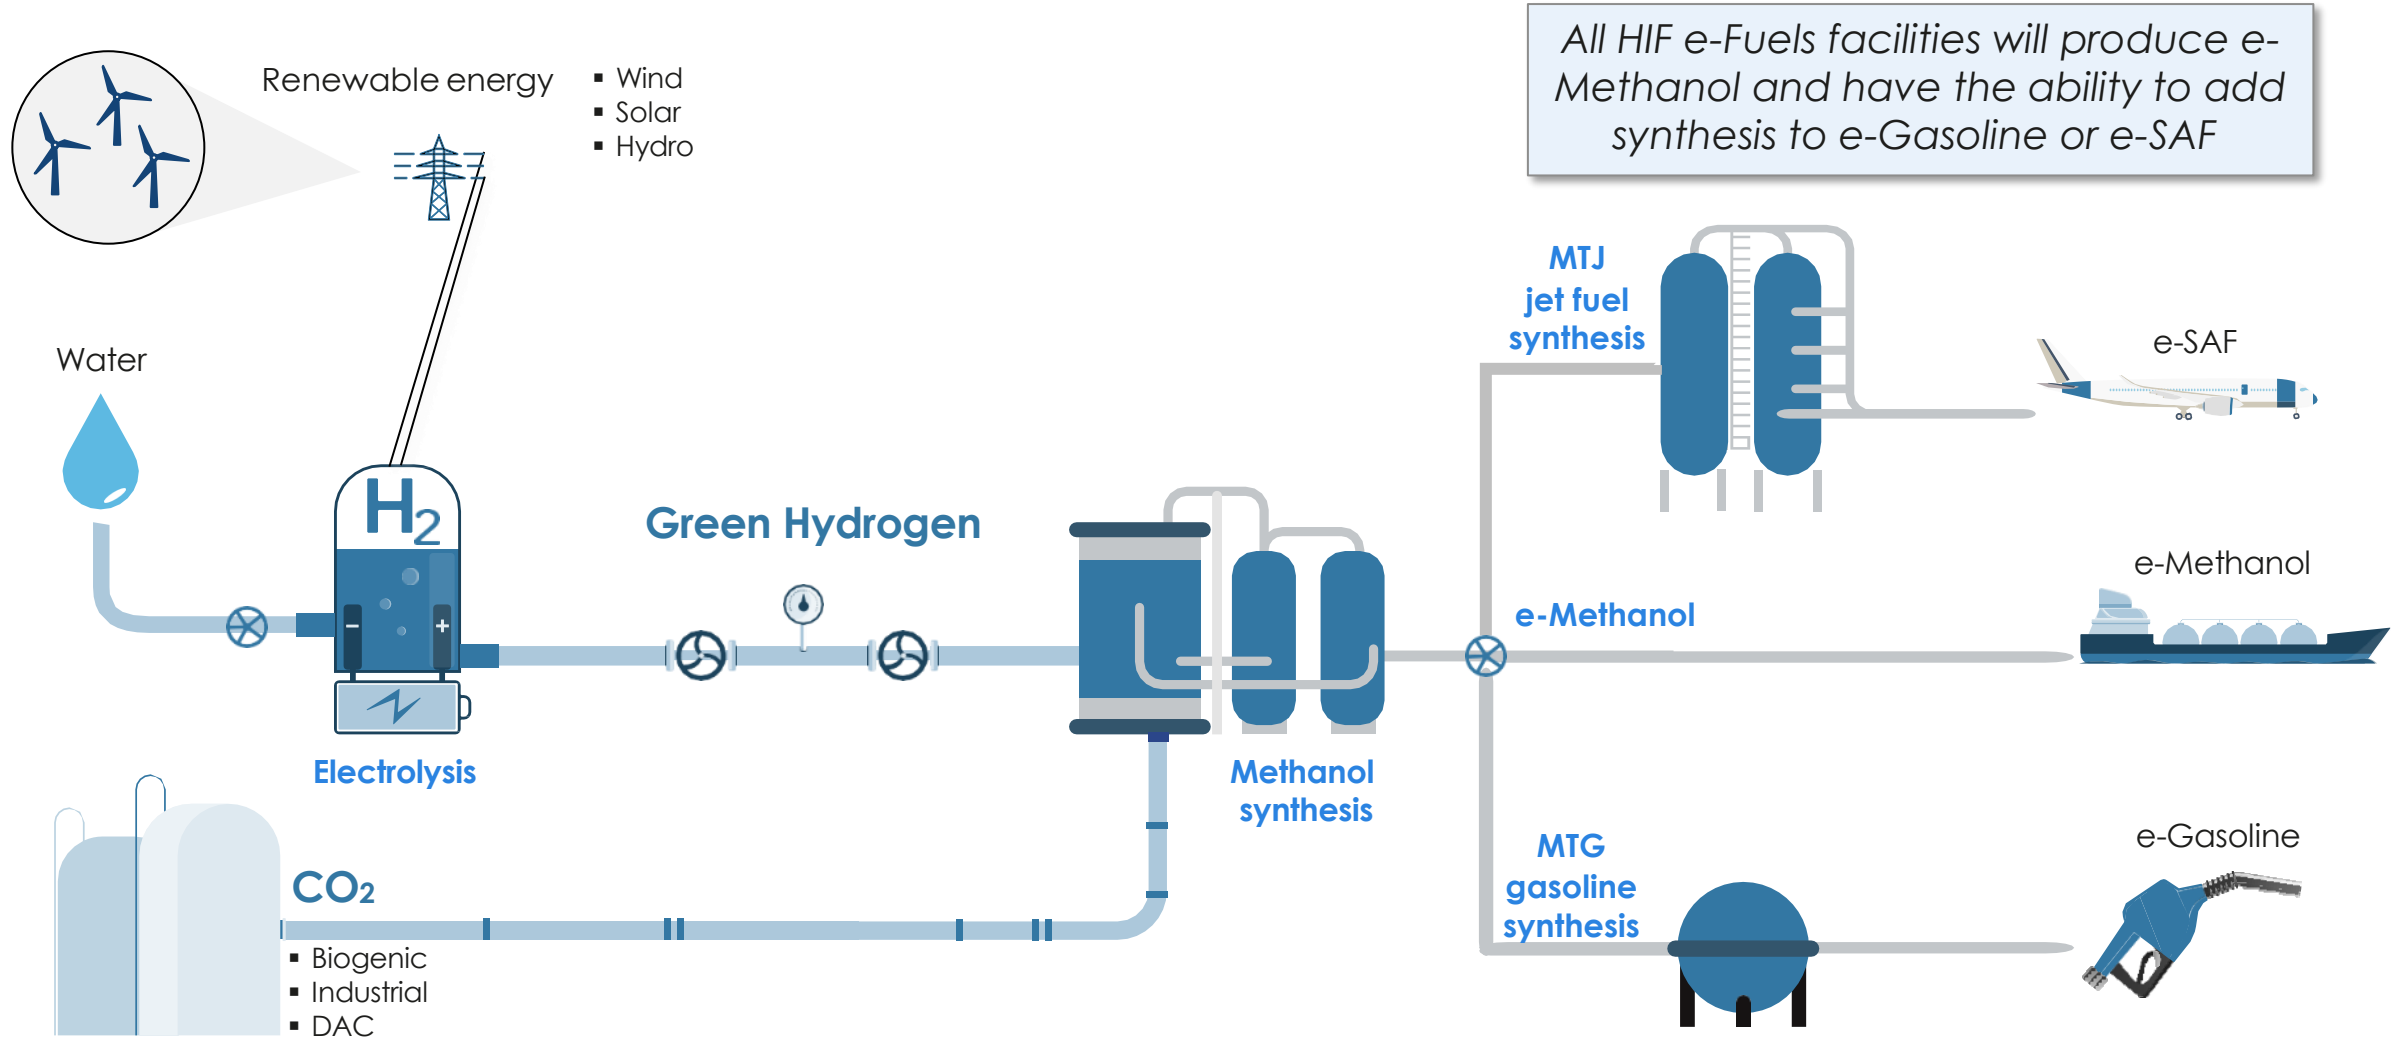 All HIF e-Fuels facilities will produce e-
Methanol and have the ability to add
synthesis to e-Gasoline or e-SAF
Renewable energy
▪ Wind
▪ Solar
▪ Hydro
Water
H2
− +
Electrolysis
Green Hydrogen
CO2
▪ Biogenic
▪ Industrial
▪ DAC
Methanol
synthesis
MTJ
jet fuel
synthesis
e-SAF
e-Methanol
e-Methanol
MTG
gasoline
synthesis
e-Gasoline